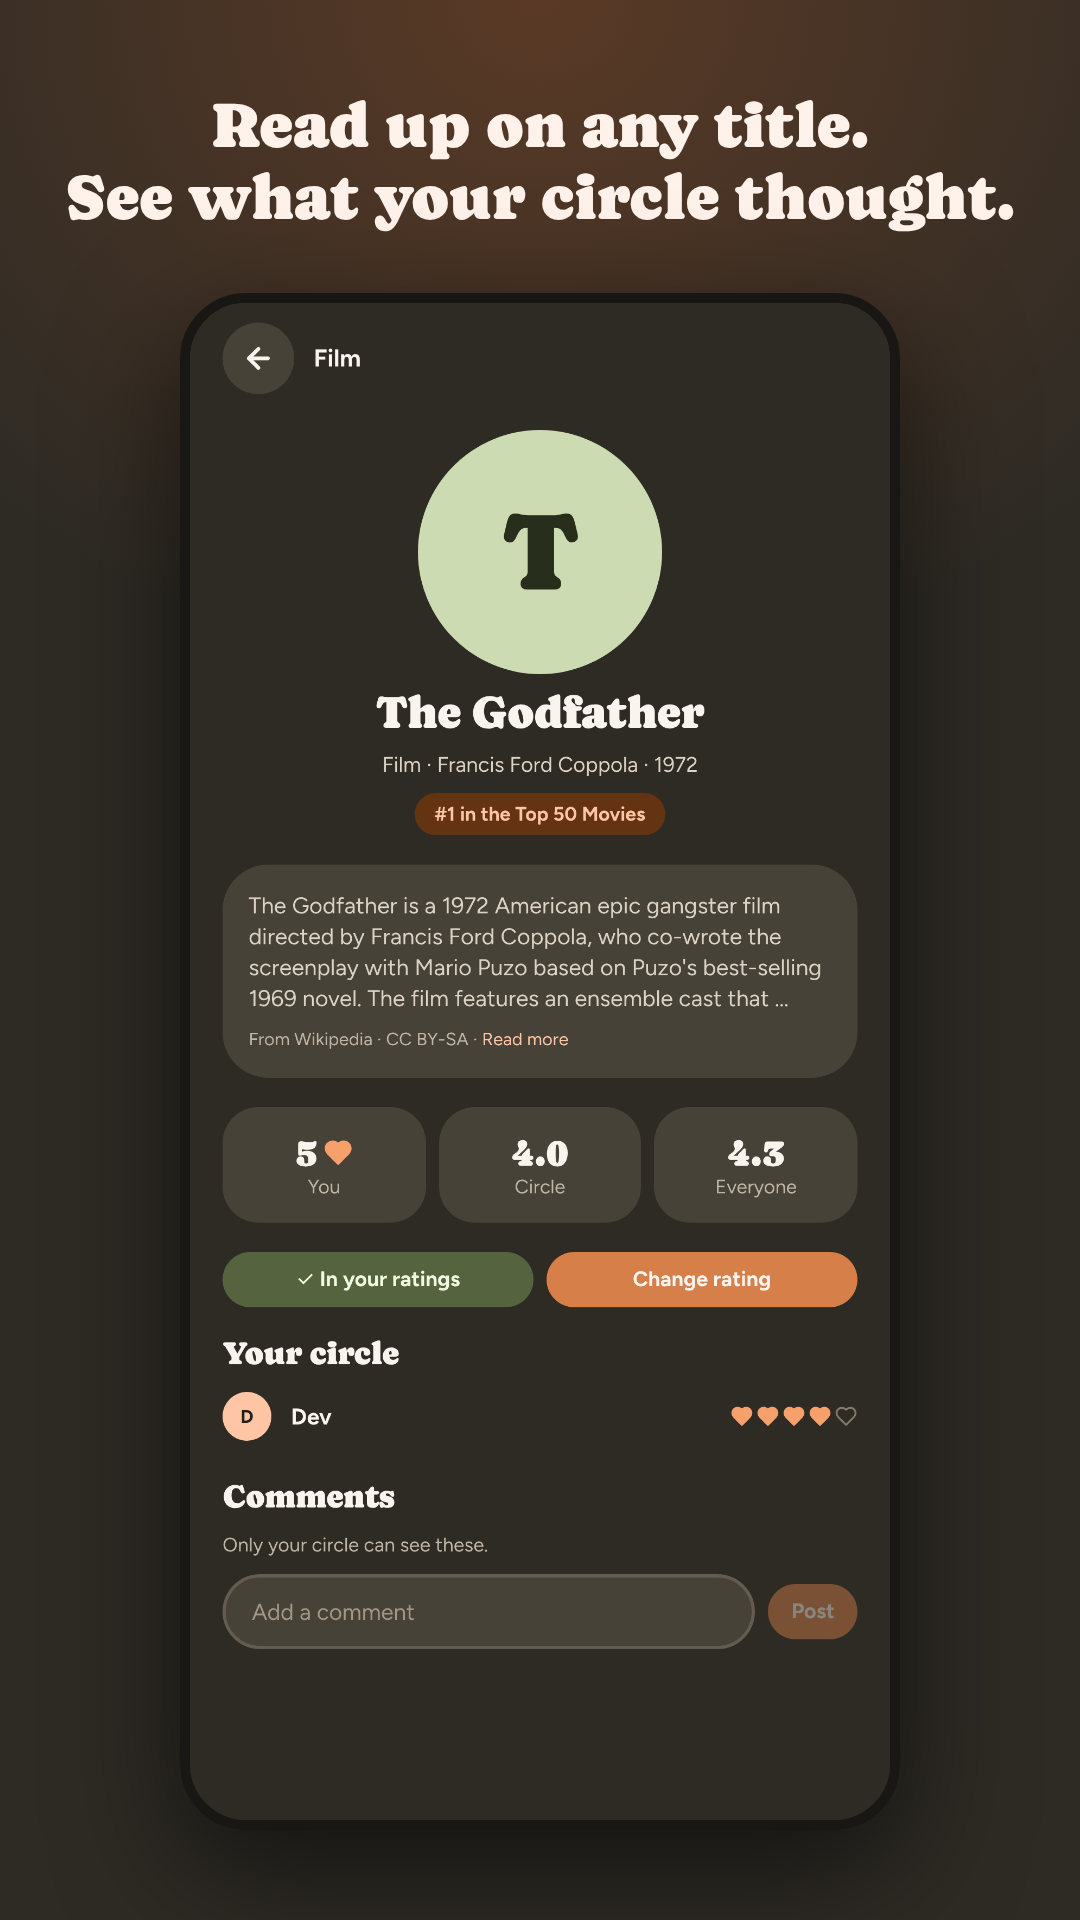 Read up on any title.
See what your circle thought.
Film
T
The Godfather
Film · Francis Ford Coppola · 1972
#1 in the Top 50 Movies
The Godfather is a 1972 American epic gangster film
directed by Francis Ford Coppola, who co-wrote the
screenplay with Mario Puzo based on Puzo's best-selling
1969 novel. The film features an ensemble cast that ...
From Wikipedia · CC BY-SA · Read more
5 4.0 4.3
You Circle Everyone
✓ In your ratings Change rating
Your circle
D Dev
Comments
Only your circle can see these.
Add a comment Post